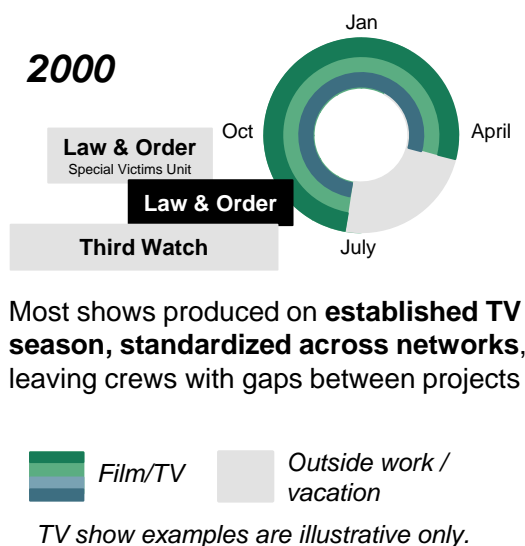 Jan
2000
Oct
April
Law & Order
Special Victims Unit
Law & Order
Third Watch
July
Most shows produced on established TV
season, standardized across networks,
leaving crews with gaps between projects
Film/TV
Outside work /
vacation
TV show examples are illustrative only.